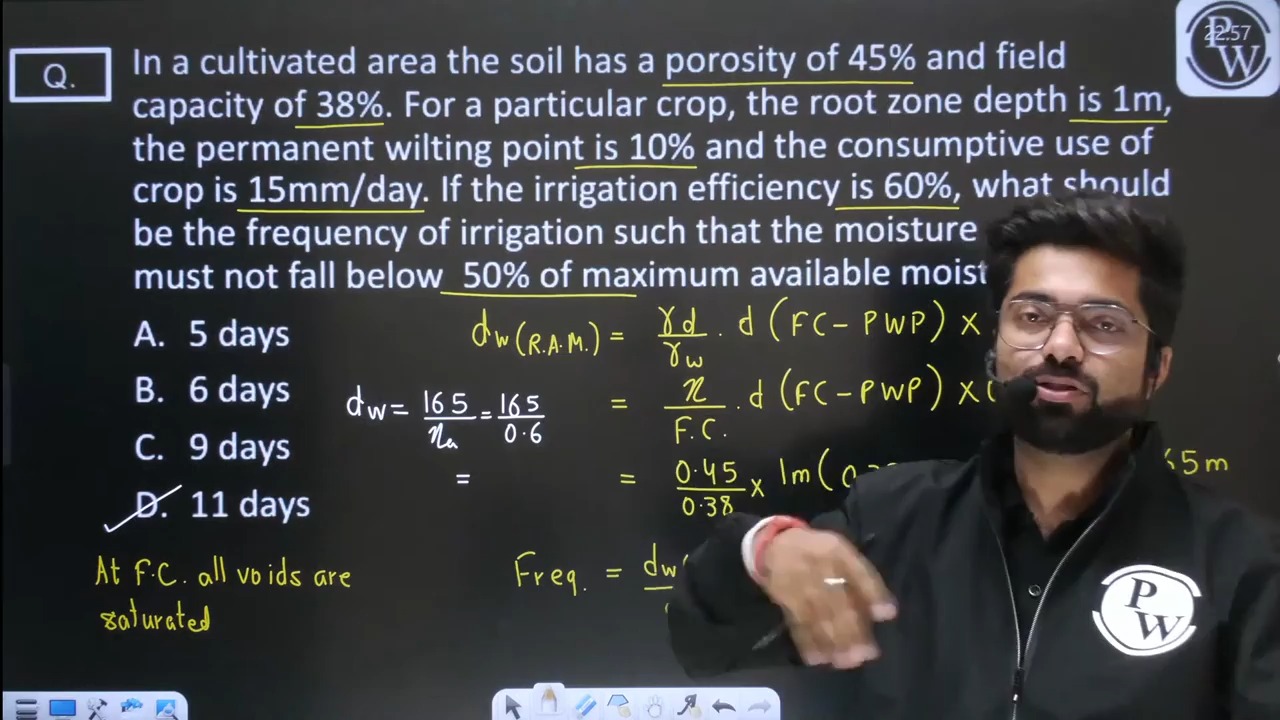 22:57
PW
Q.
In a cultivated area the soil has a porosity of 45% and field
capacity of 38%. For a particular crop, the root zone depth is 1m,
the permanent wilting point is 10% and the consumptive use of
crop is 15mm/day. If the irrigation efficiency is 60%, what should
be the frequency of irrigation such that the moisture
must not fall below 50% of maximum available moist
A. 5 days
B. 6 days
C. 9 days
D. 11 days
dw(R.A.M.) = γd/γw . d (FC - PWP) ×
= n/F.C. . d (FC - PWP) × (
= 0.45/0.38 × 1m (0.
65m
dw = 165/ηa = 165/0.6
=
Freq. = dw
At F.C. all voids are
saturated
PW